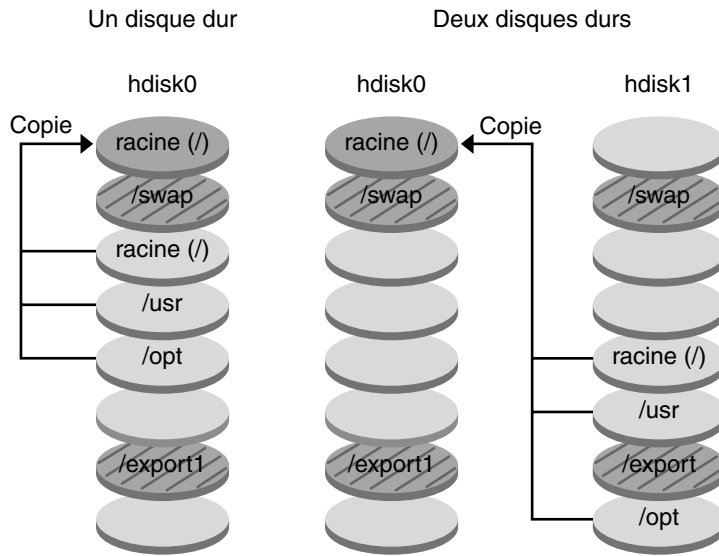 Un disque dur
Deux disques durs
hdisk0
hdisk0
hdisk1
Copie
racine (/)
racine (/)
Copie
/swap
/swap
/swap
racine (/)
/usr
/opt
racine (/)
/usr
/export1
/export1
/export
/opt